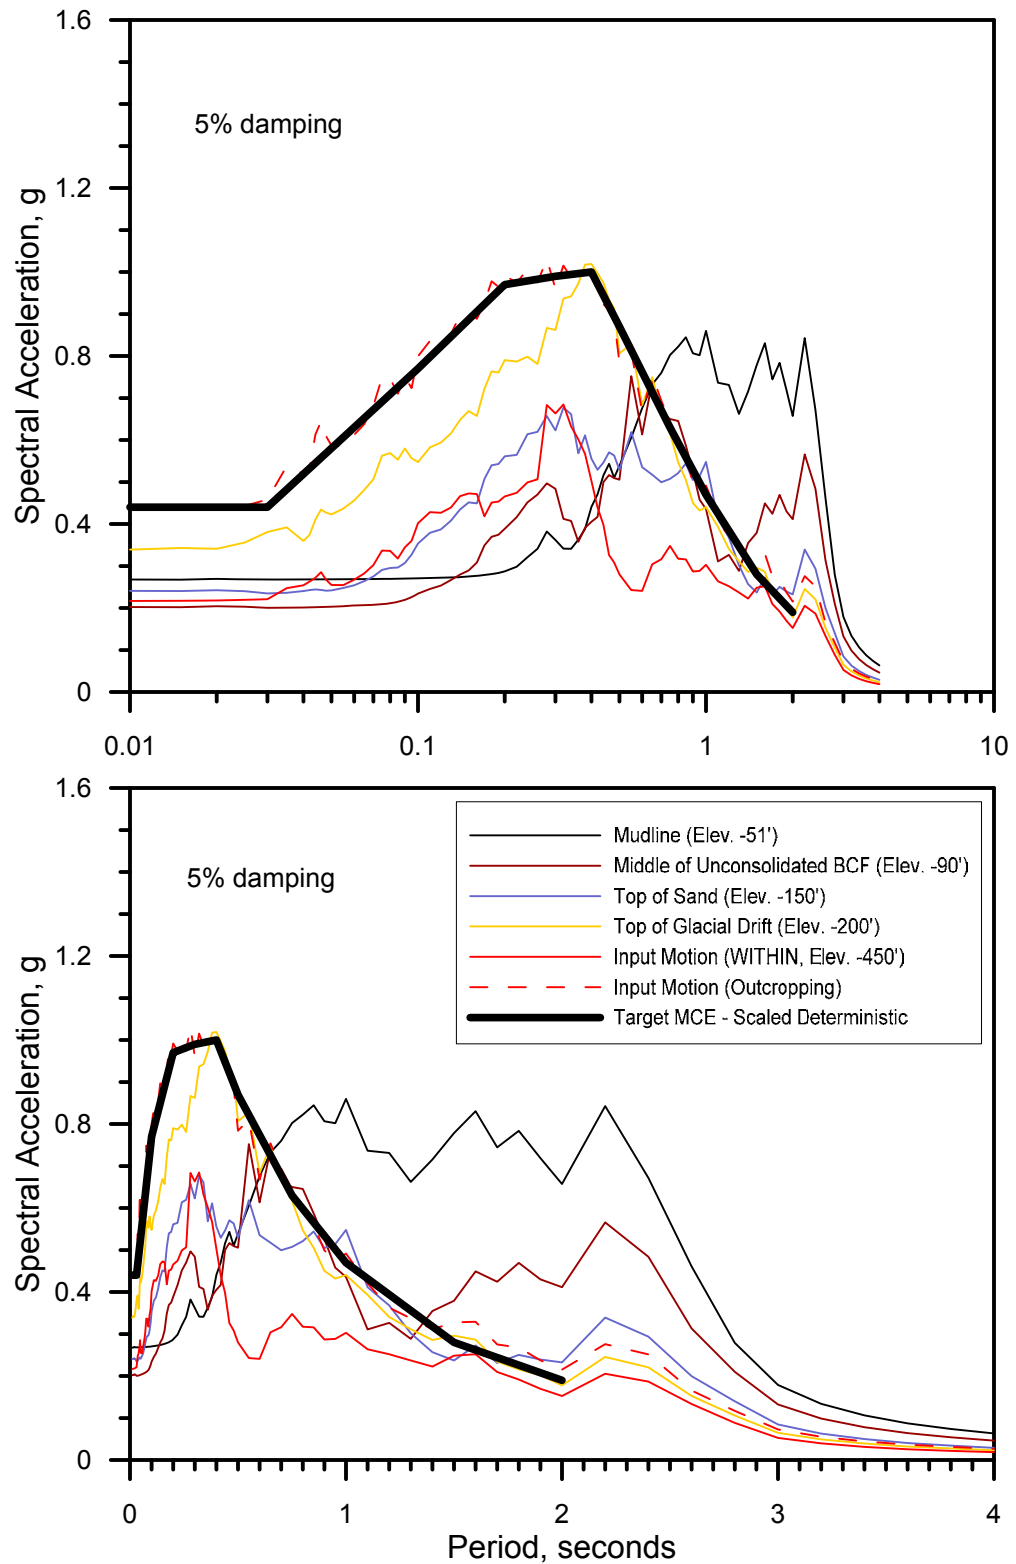 1.6
5% damping
1.2
Spectral Acceleration, g
0.8
0.4
0
0.01 0.1 1 10
1.6
Mudline (Elev. -51')
5% damping
Middle of Unconsolidated BCF (Elev. -90')
Top of Sand (Elev. -150')
Top of Glacial Drift (Elev. -200')
1.2
Input Motion (WITHIN, Elev. -450')
Input Motion (Outcropping)
Target MCE - Scaled Deterministic
Spectral Acceleration, g
0.8
0.4
0
0 1 2 3 4
Period, seconds